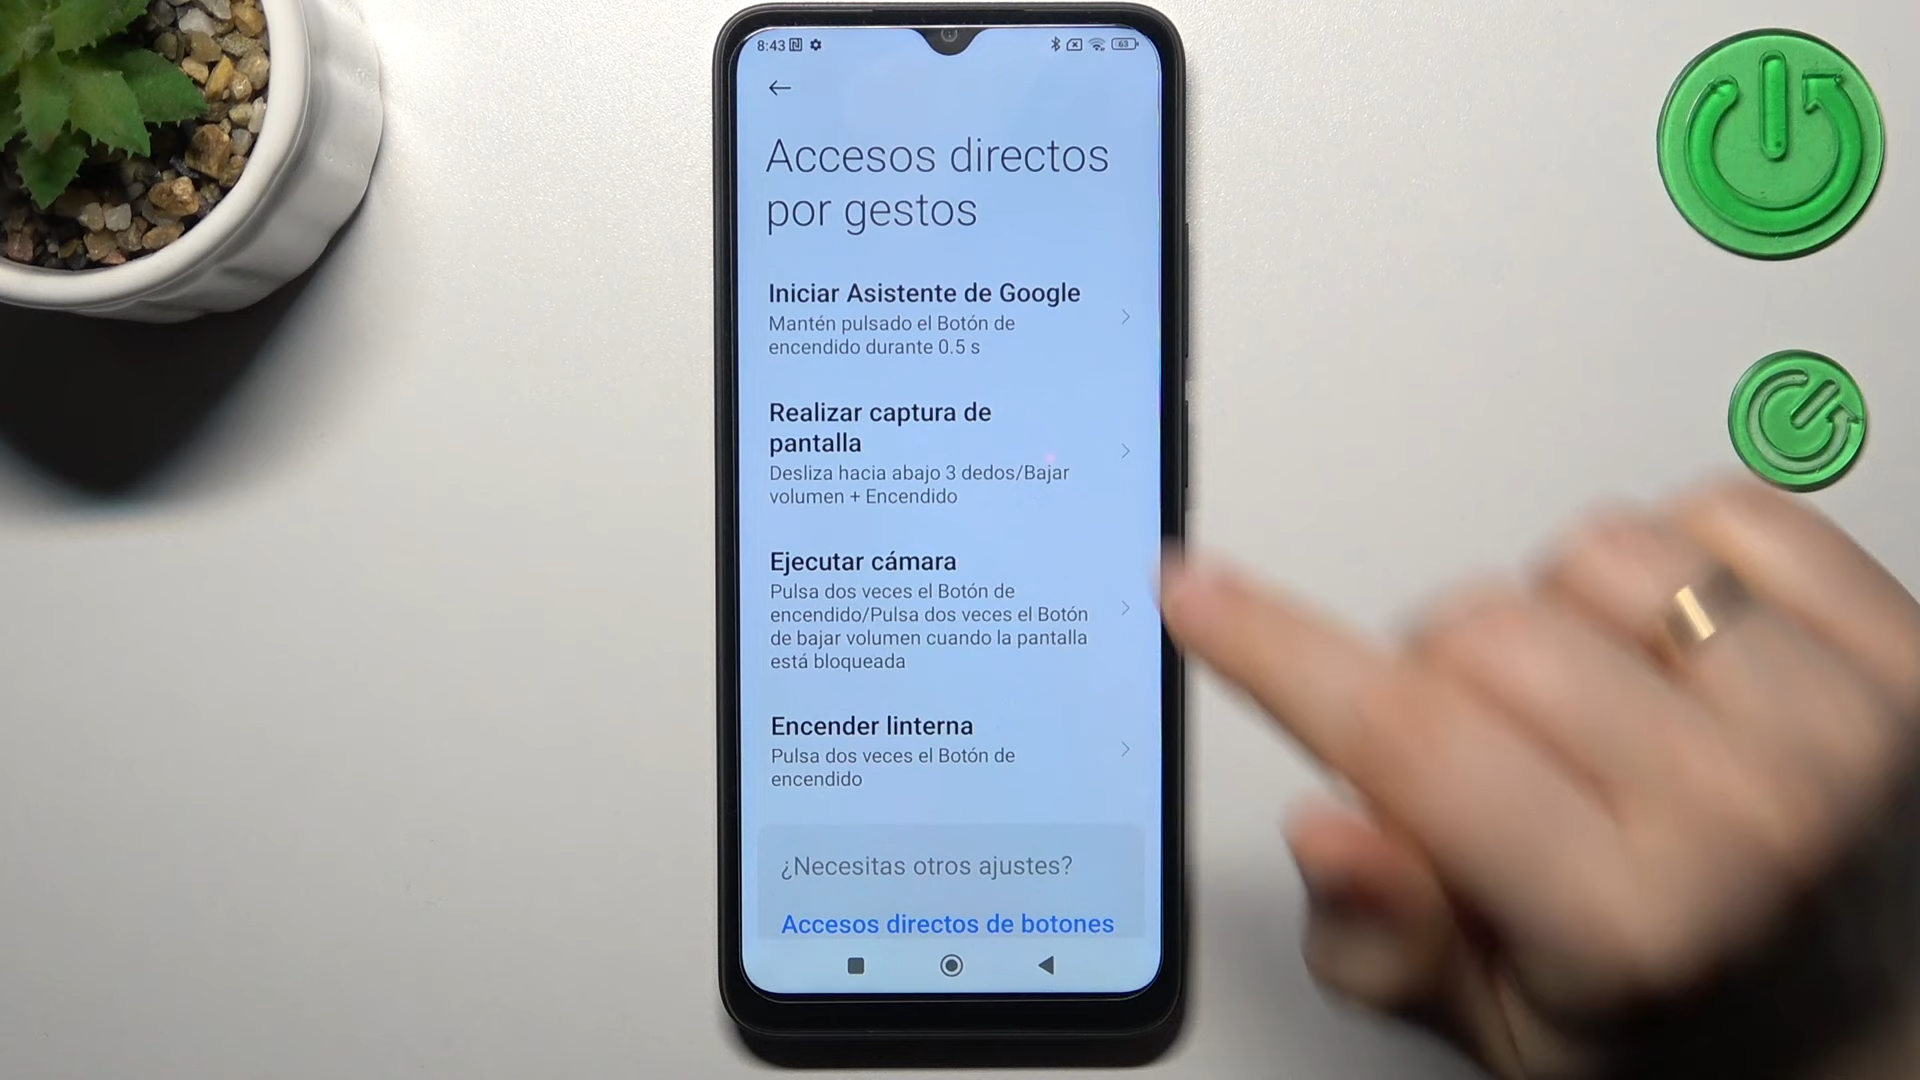 8:43
63
Accesos directos
por gestos
Iniciar Asistente de Google
Mantén pulsado el Botón de
encendido durante 0.5 s
Realizar captura de
pantalla
Desliza hacia abajo 3 dedos/Bajar
volumen + Encendido
Ejecutar cámara
Pulsa dos veces el Botón de
encendido/Pulsa dos veces el Botón
de bajar volumen cuando la pantalla
está bloqueada
Encender linterna
Pulsa dos veces el Botón de
encendido
¿Necesitas otros ajustes?
Accesos directos de botones